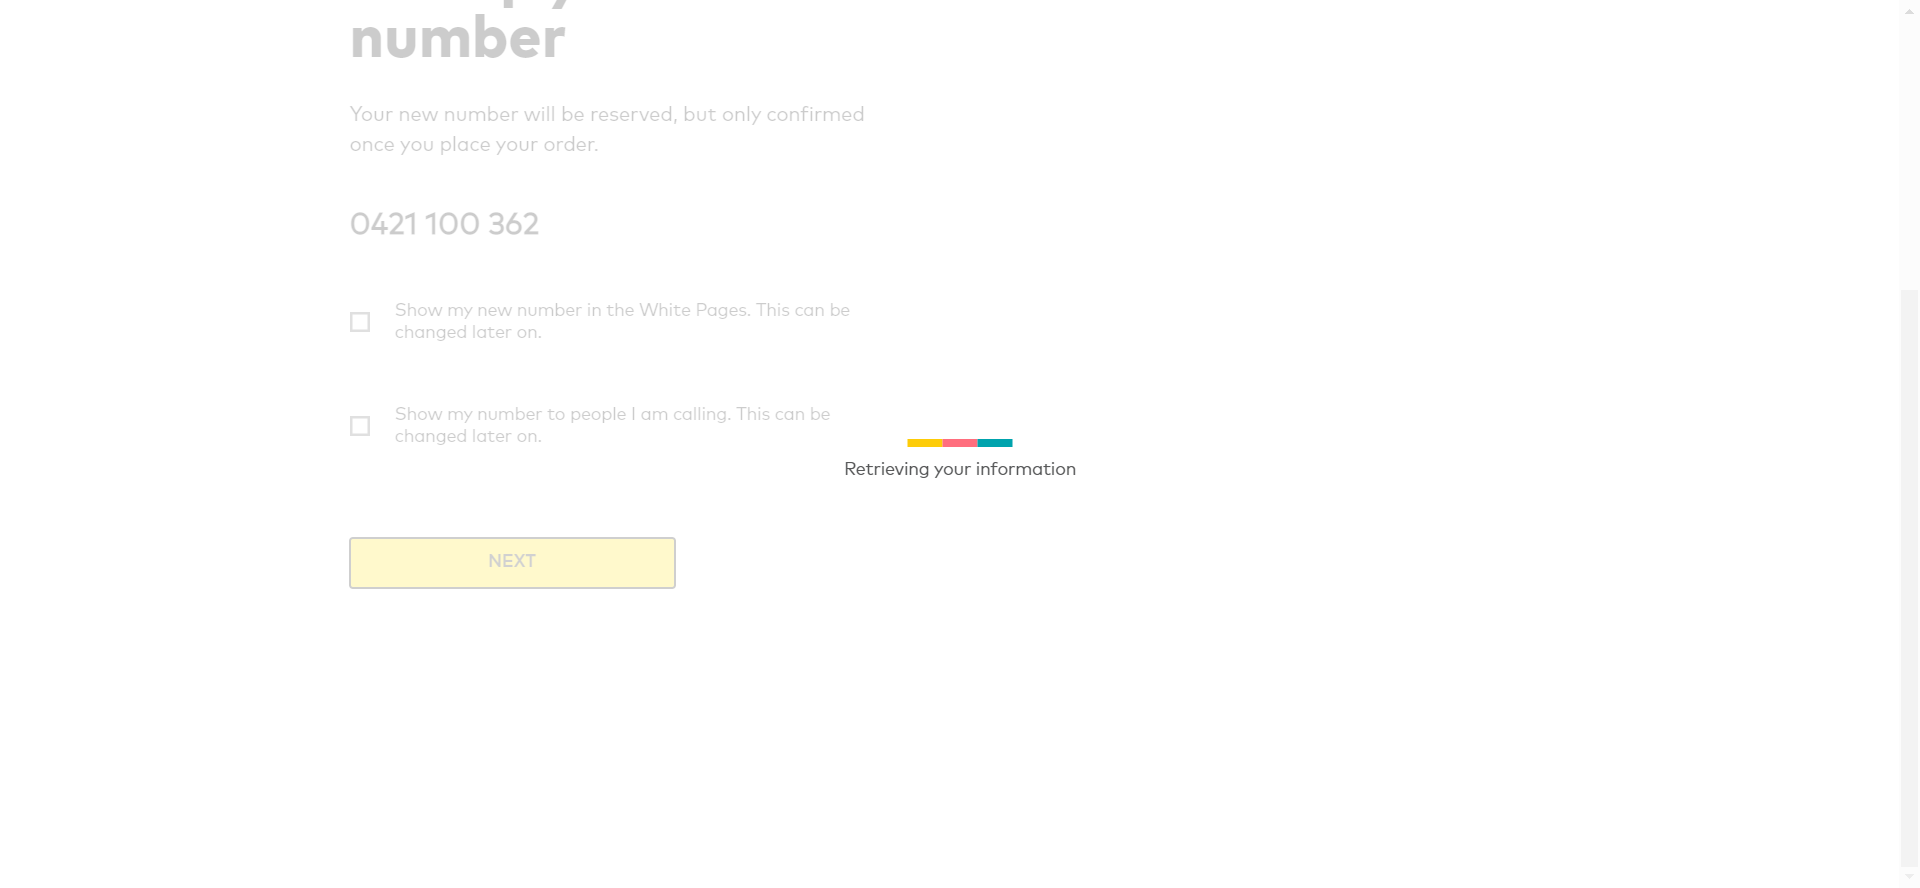 number
Your new number will be reserved, but only confirmed
once you place your order.
0421 100 362
Show my new number in the White Pages. This can be
changed later on.
Show my number to people I am calling. This can be
changed later on.
Retrieving your information
NEXT